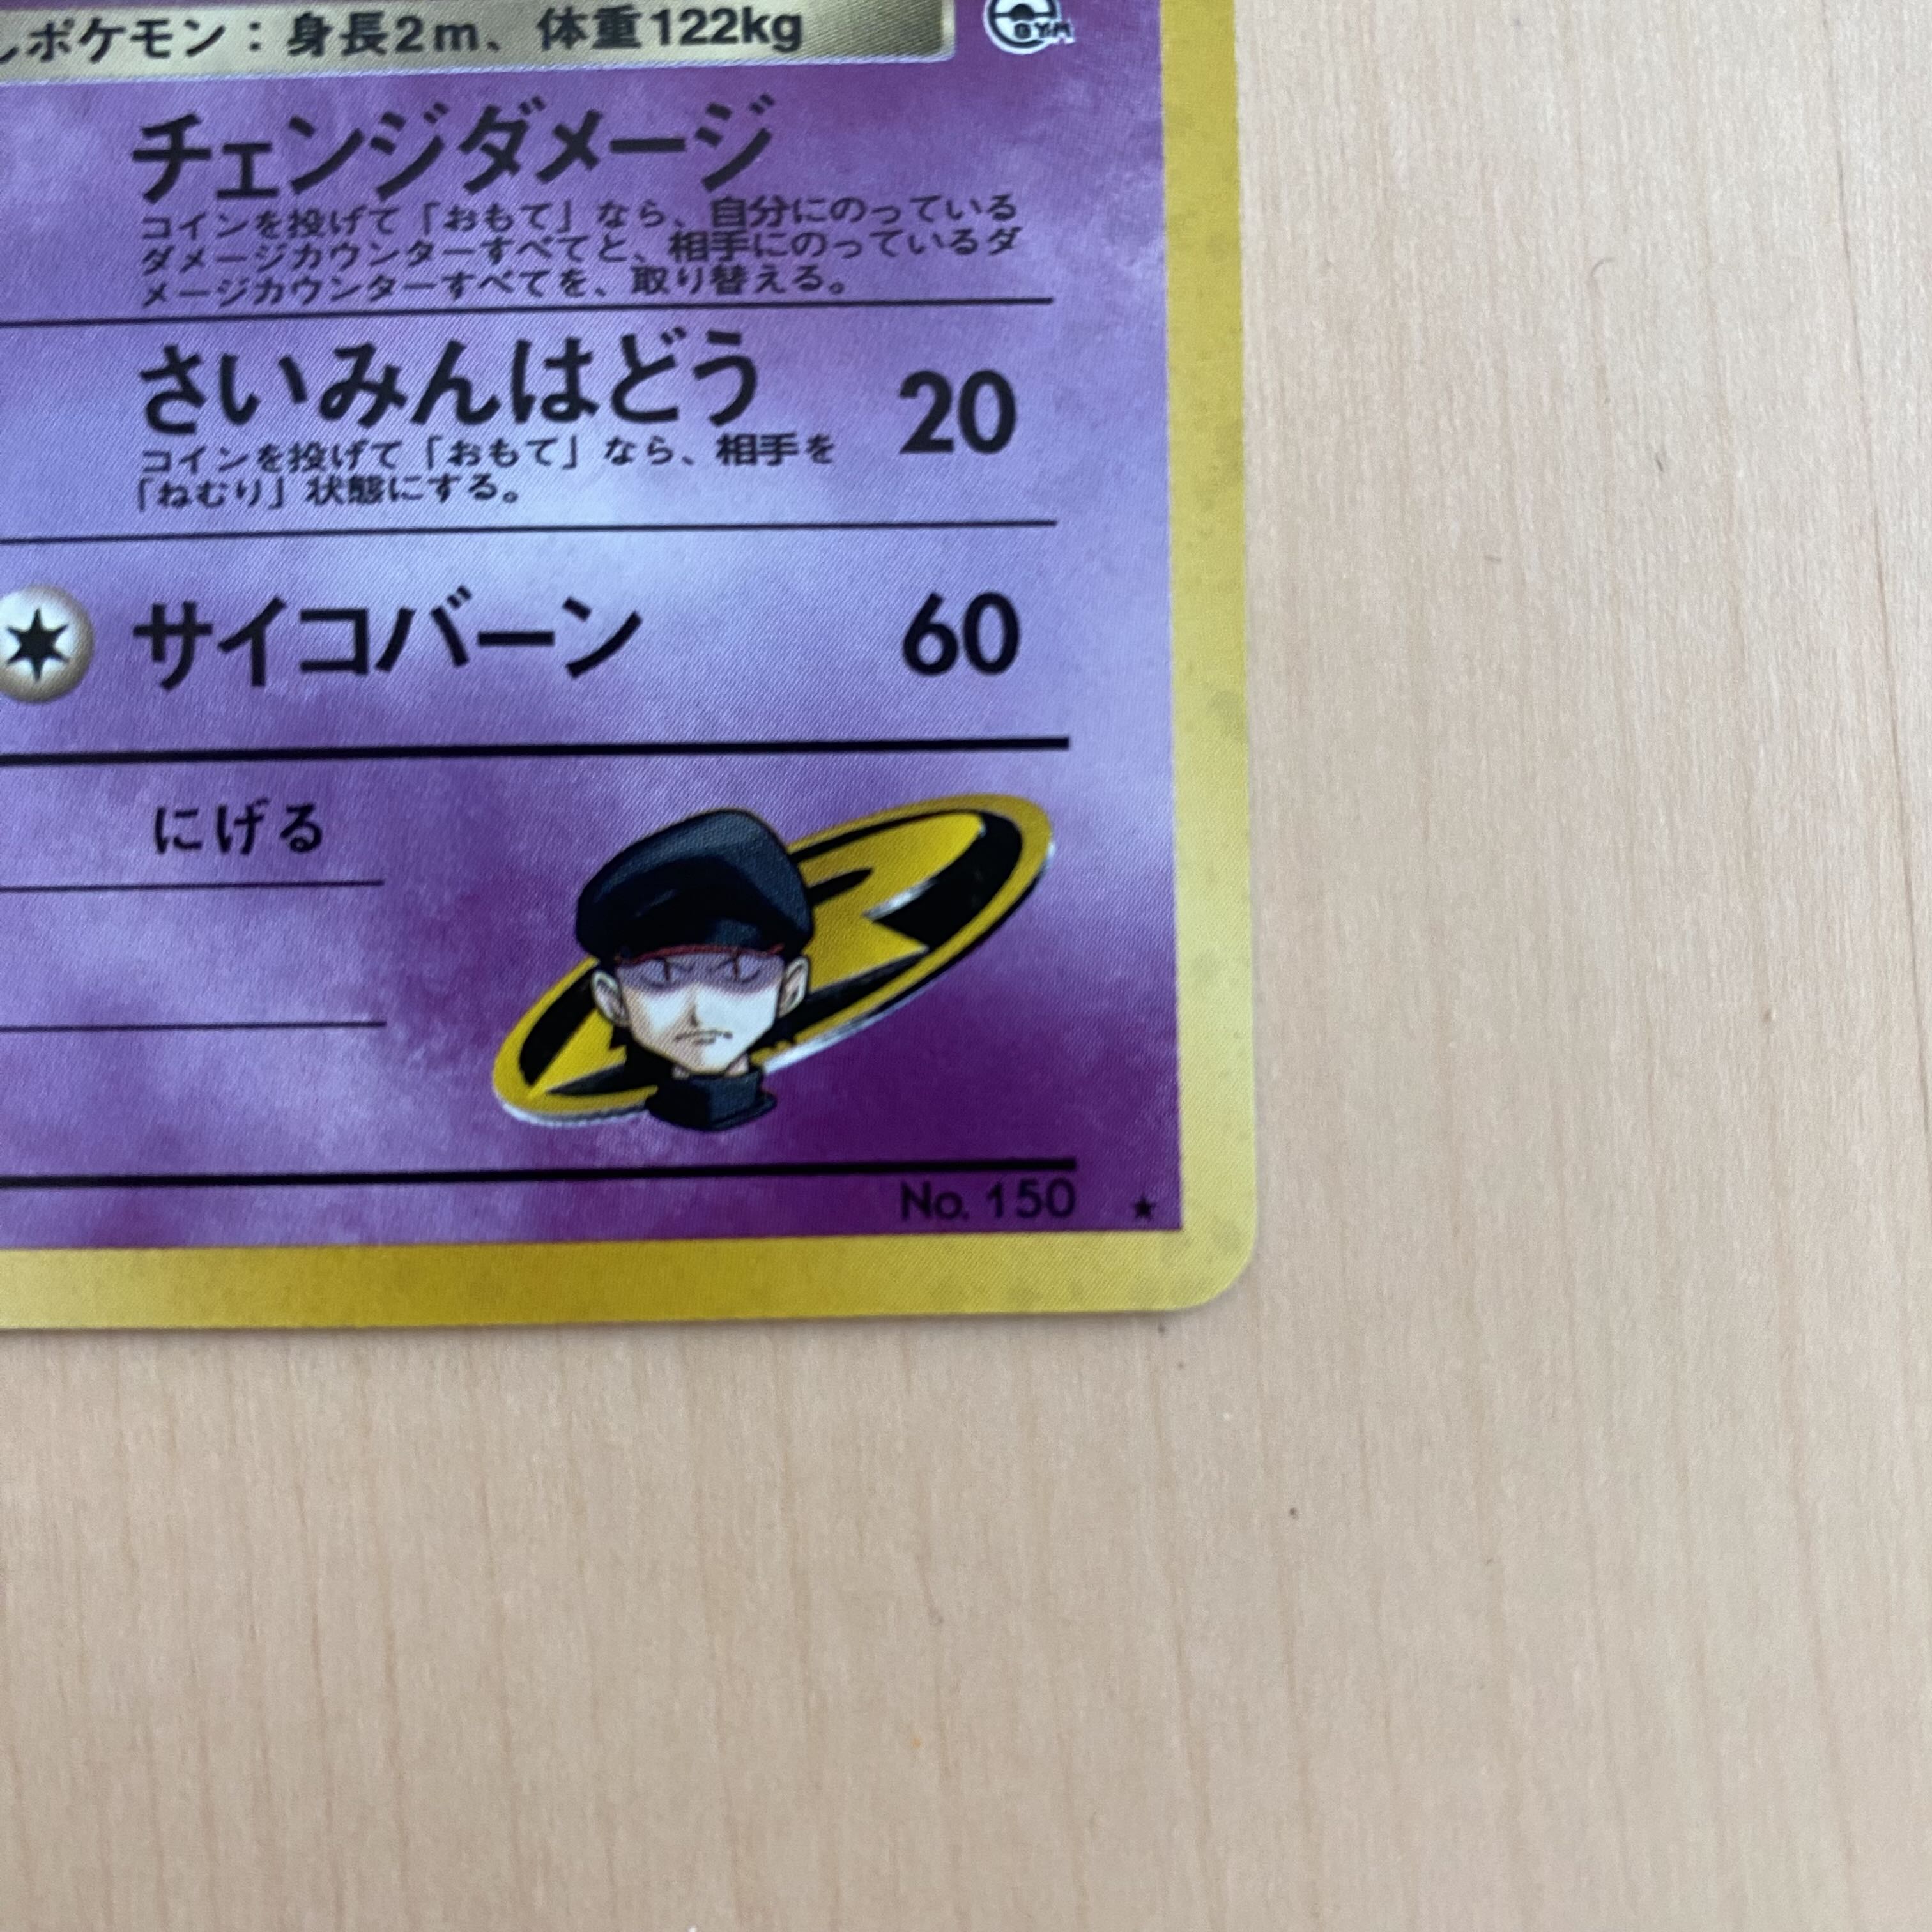 しポケモン：身長2m、体重122kg
GYM
チェンジダメージ
コインを投げて「おもて」なら、自分にのっている
ダメージカウンターすべてと、相手にのっているダ
メージカウンターすべてを、取り替える。
さいみんはどう 20
コインを投げて「おもて」なら、相手を
「ねむり」状態にする。
サイコバーン 60
にげる
No. 150 ★